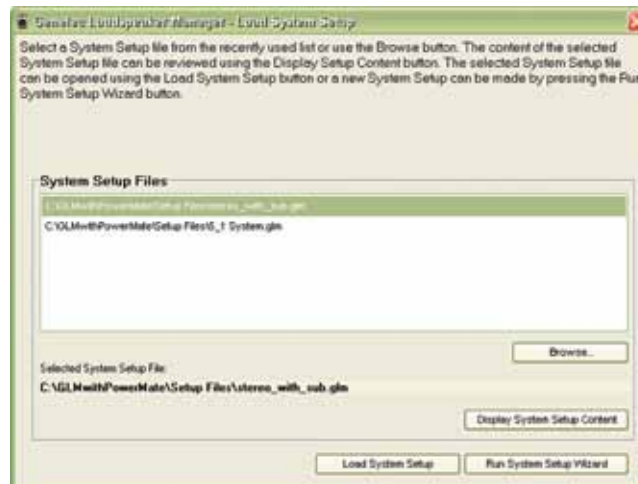 Genelec Loudspeaker Manager - Load System Setup
Select a System Setup file from the recently used list or use the Browse button. The content of the selected
System Setup file can be reviewed using the Display Setup Content button. The selected System Setup file
can be opened using the Load System Setup button or a new System Setup can be made by pressing the Run
System Setup Wizard button.
System Setup Files
C:\GLMwithPowerMate\Setup Files\stereo_with_sub.glm
C:\GLMwithPowerMate\Setup Files\5_1 System.glm
Browse...
Selected System Setup File:
C:\GLMwithPowerMate\Setup Files\stereo_with_sub.glm
Display System Setup Content
Load System Setup
Run System Setup Wizard